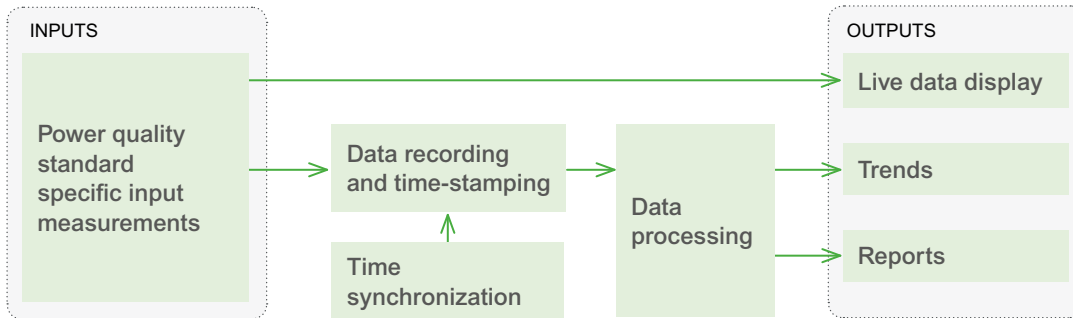 INPUTS
Power quality
standard
specific input
measurements
Data recording
and time-stamping
Time
synchronization
Data
processing
OUTPUTS
Live data display
Trends
Reports